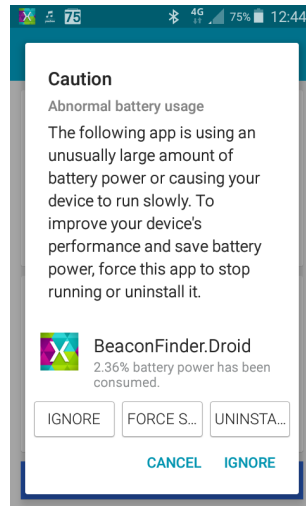 75 4G 75% 12:44
Caution
Abnormal battery usage
The following app is using an
unusually large amount of
battery power or causing your
device to run slowly. To
improve your device's
performance and save battery
power, force this app to stop
running or uninstall it.
BeaconFinder.Droid
2.36% battery power has been
consumed.
IGNORE FORCE S... UNINSTA...
CANCEL IGNORE